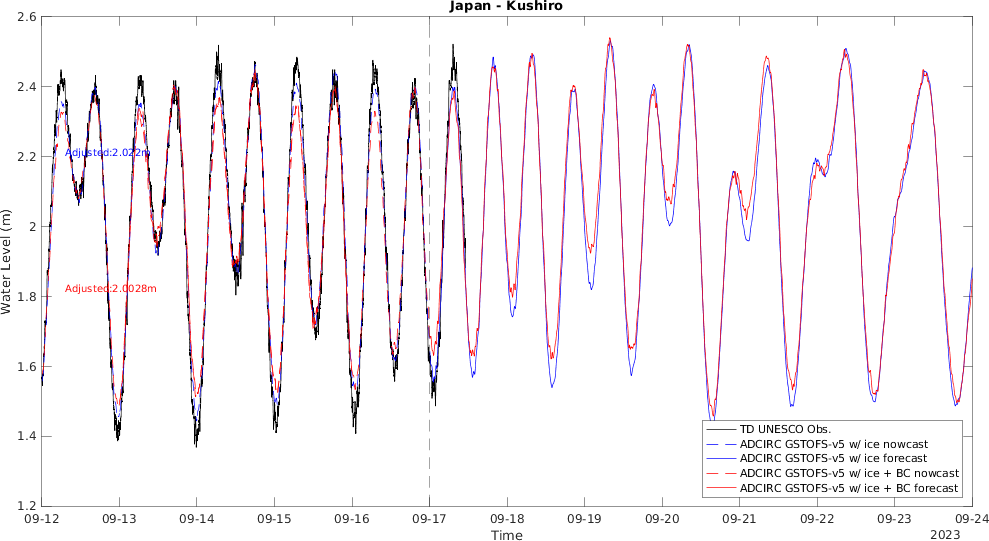 Japan - Kushiro
2.6
2.4
2.2
2
1.8
1.6
1.4
1.2
Water Level (m)
Adjusted:2.022m
Adjusted:2.0028m
TD UNESCO Obs.
ADCIRC GSTOFS-v5 w/ ice nowcast
ADCIRC GSTOFS-v5 w/ ice forecast
ADCIRC GSTOFS-v5 w/ ice + BC nowcast
ADCIRC GSTOFS-v5 w/ ice + BC forecast
09-12 09-13 09-14 09-15 09-16 09-17 09-18 09-19 09-20 09-21 09-22 09-23 09-24
Time
2023